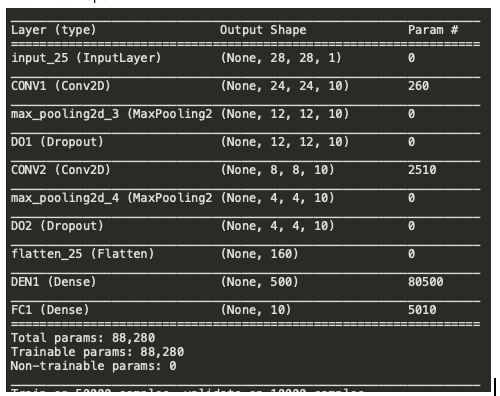 Layer (type) Output Shape Param #
input_25 (InputLayer) (None, 28, 28, 1) 0
CONV1 (Conv2D) (None, 24, 24, 10) 260
max_pooling2d_3 (MaxPooling2 (None, 12, 12, 10) 0
DO1 (Dropout) (None, 12, 12, 10) 0
CONV2 (Conv2D) (None, 8, 8, 10) 2510
max_pooling2d_4 (MaxPooling2 (None, 4, 4, 10) 0
DO2 (Dropout) (None, 4, 4, 10) 0
flatten_25 (Flatten) (None, 160) 0
DEN1 (Dense) (None, 500) 80500
FC1 (Dense) (None, 10) 5010
Total params: 88,280
Trainable params: 88,280
Non-trainable params: 0